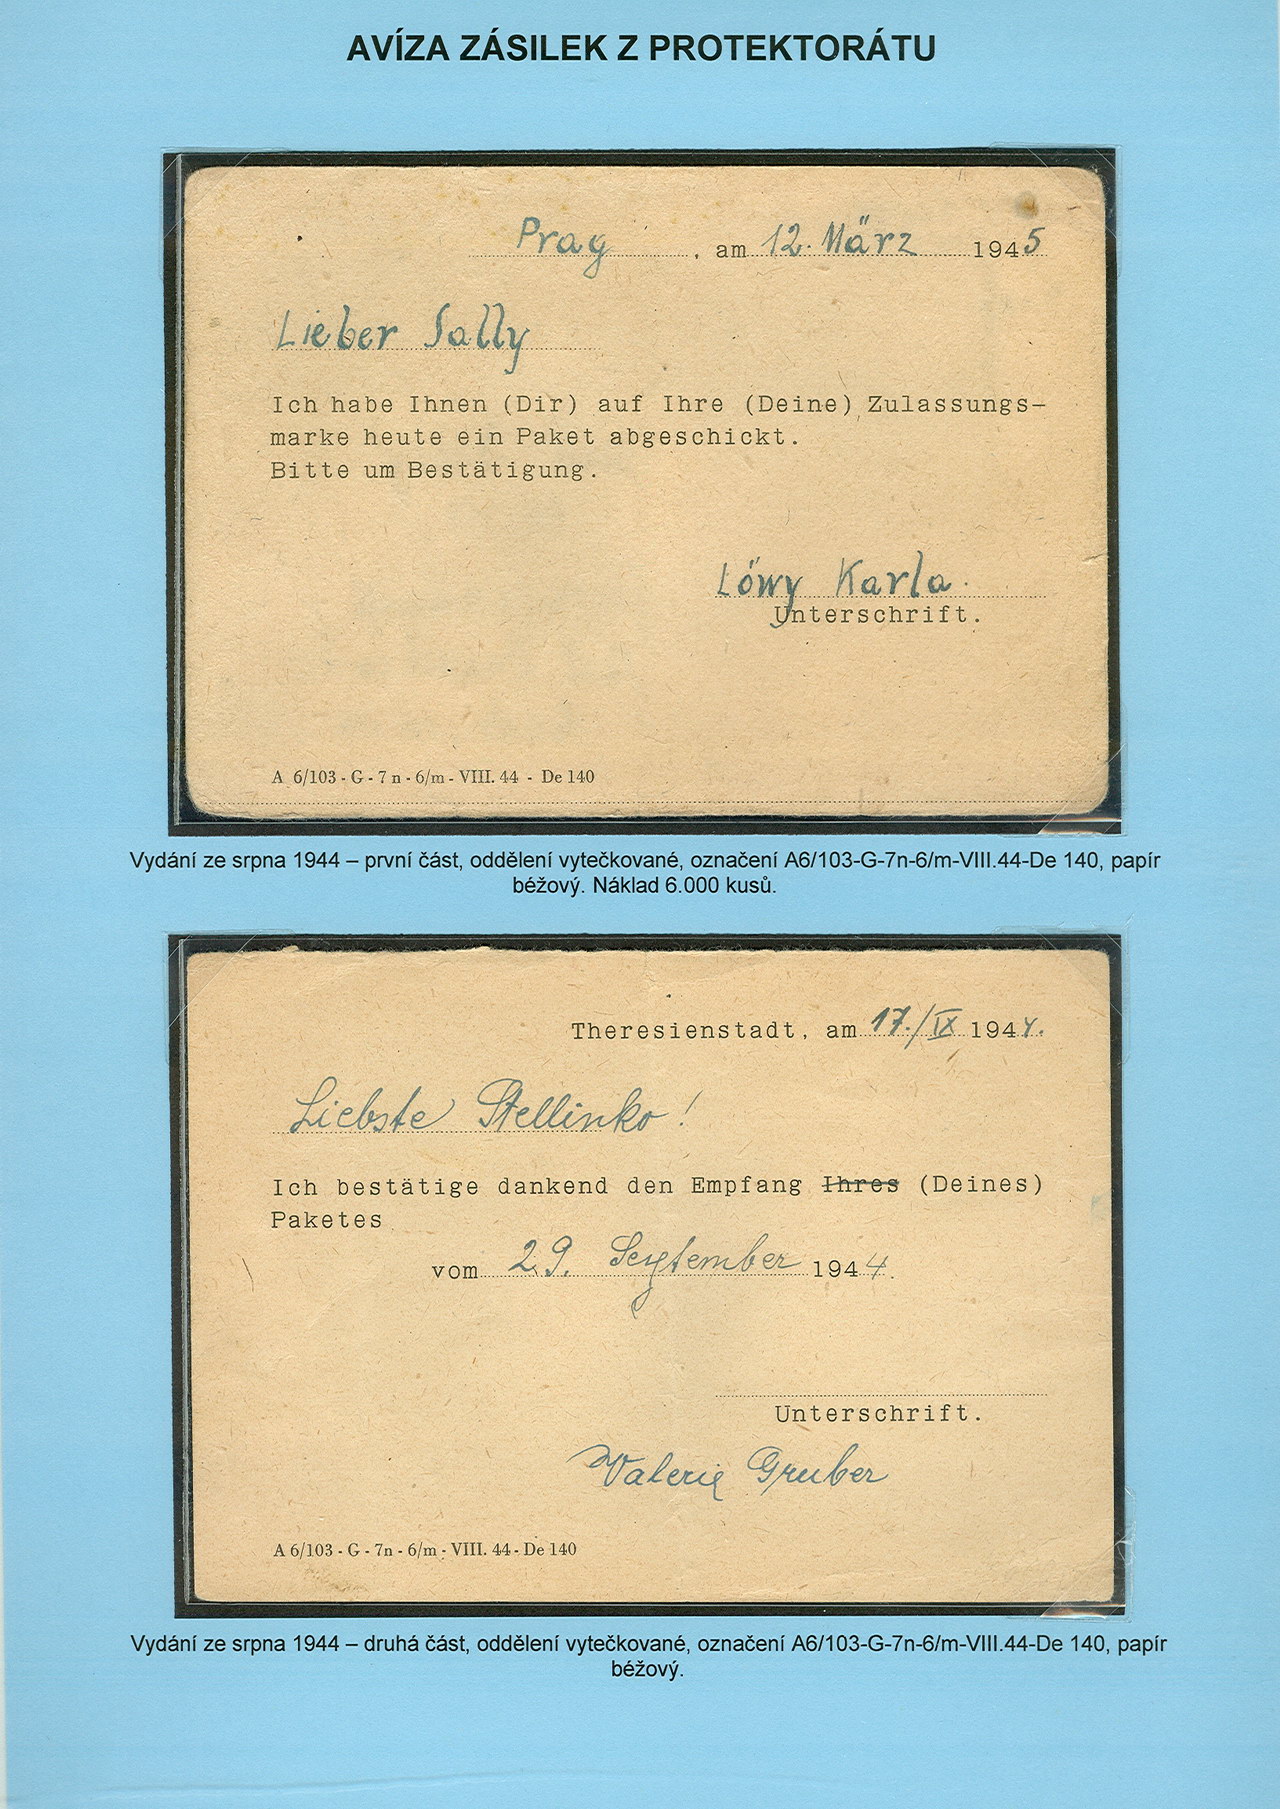 AVÍZA ZÁSILEK Z PROTEKTORÁTU
Prag, am 12. März 1945
Lieber Sally
Ich habe Ihnen (Dir) auf Ihre (Deine) Zulassungs-
marke heute ein Paket abgeschickt.
Bitte um Bestätigung.
Löwy Karla.
Unterschrift.
A 6/103 - G - 7 n - 6/m - VIII. 44 - De 140
Vydání ze srpna 1944 – první část, oddělení vytečkované, označení A6/103-G-7n-6/m-VIII.44-De 140, papír
béžový. Náklad 6.000 kusů.
Theresienstadt, am 17./IX 1944.
Liebste Stellinko!
Ich bestätige dankend den Empfang Ihres (Deines)
Paketes
vom 29. September 1944.
Unterschrift.
Valerie Gruber
A 6/103 - G - 7n - 6/m - VIII. 44 - De 140
Vydání ze srpna 1944 – druhá část, oddělení vytečkované, označení A6/103-G-7n-6/m-VIII.44-De 140, papír
béžový.